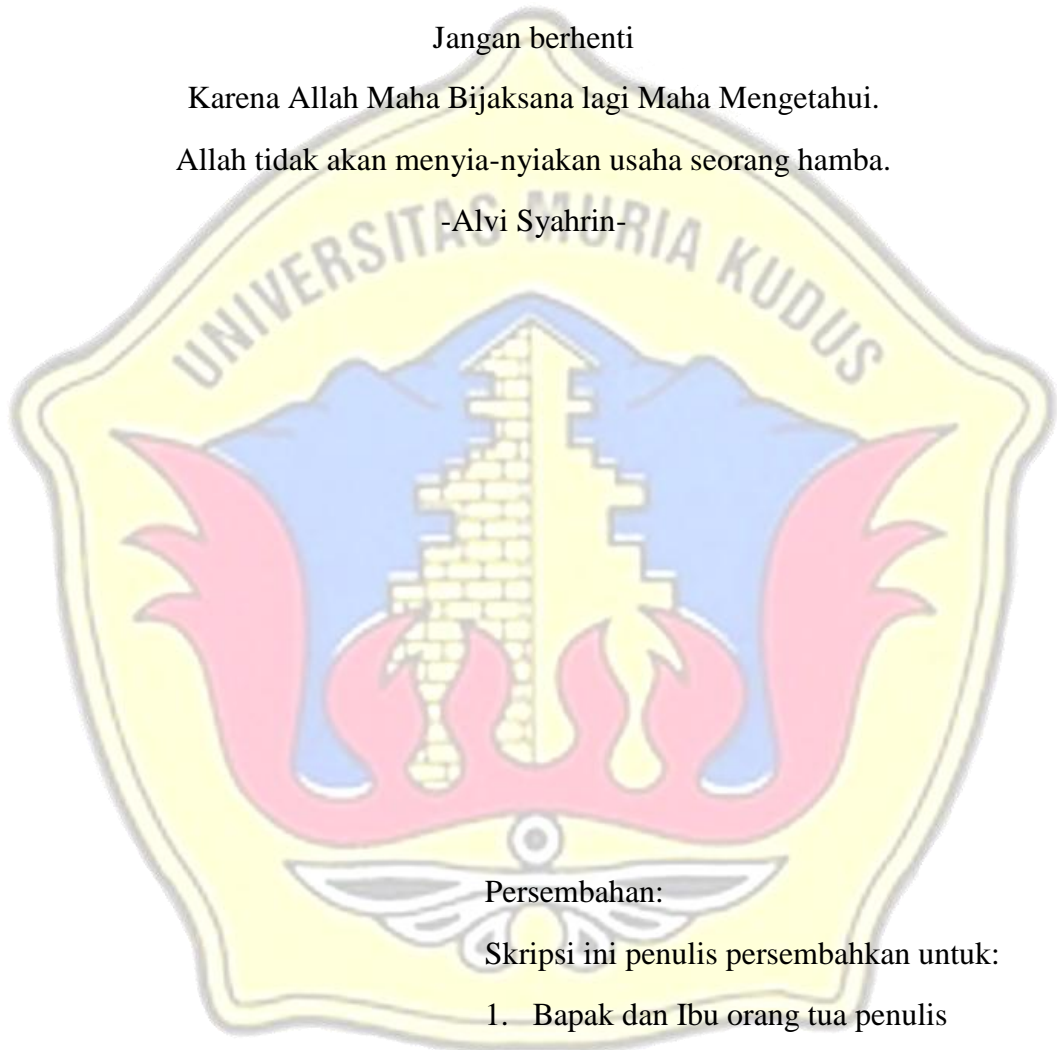 Jangan berhenti
Karena Allah Maha Bijaksana lagi Maha Mengetahui.
Allah tidak akan menyia-nyiakan usaha seorang hamba.
-Alvi Syahrin-
UNIVERSITAS MURIA KUDUS
Persembahan:
Skripsi ini penulis persembahkan untuk:
1. Bapak dan Ibu orang tua penulis